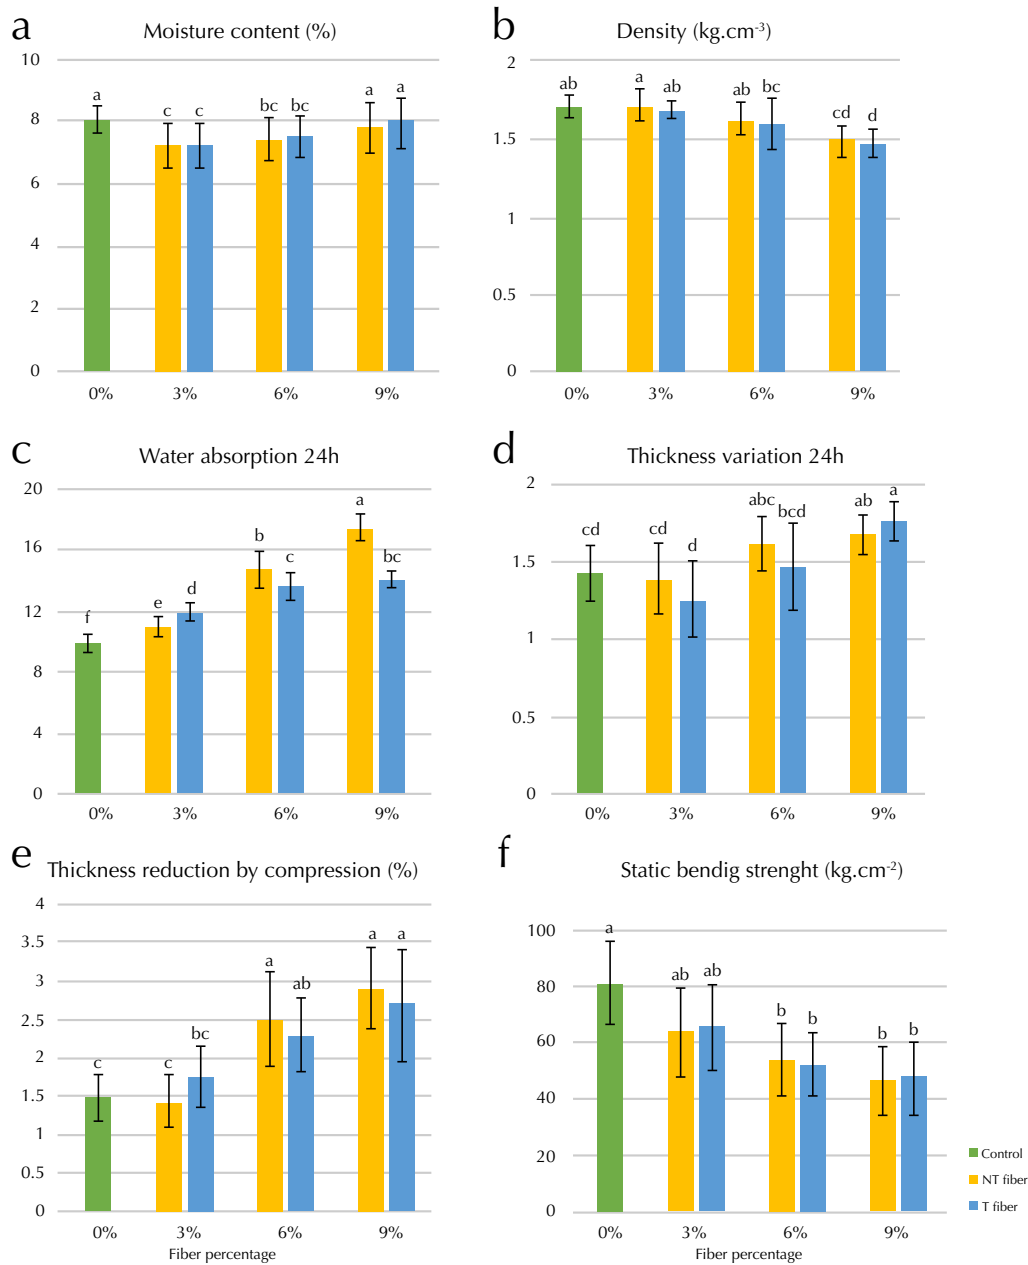 a
Moisture content (%)
10
8
6
4
2
0
a
c c
bc bc
a a
0% 3% 6% 9%
b
Density (kg.cm-3)
2
1.5
1
0.5
0
ab
a ab
ab bc
cd d
0% 3% 6% 9%
c
Water absorption 24h
20
16
12
8
4
0
f
e d
b c
a bc
0% 3% 6% 9%
d
Thickness variation 24h
2
1.5
1
0.5
0
cd
cd d
abc bcd
ab a
0% 3% 6% 9%
e
Thickness reduction by compression (%)
4
3.5
3
2.5
2
1.5
1
0.5
0
c
c bc
a ab
a a
0% 3% 6% 9%
Fiber percentage
f
Static bendig strenght (kg.cm-2)
100
80
60
40
20
0
a
ab ab
b b
b b
0% 3% 6% 9%
Fiber percentage
Control
NT fiber
T fiber